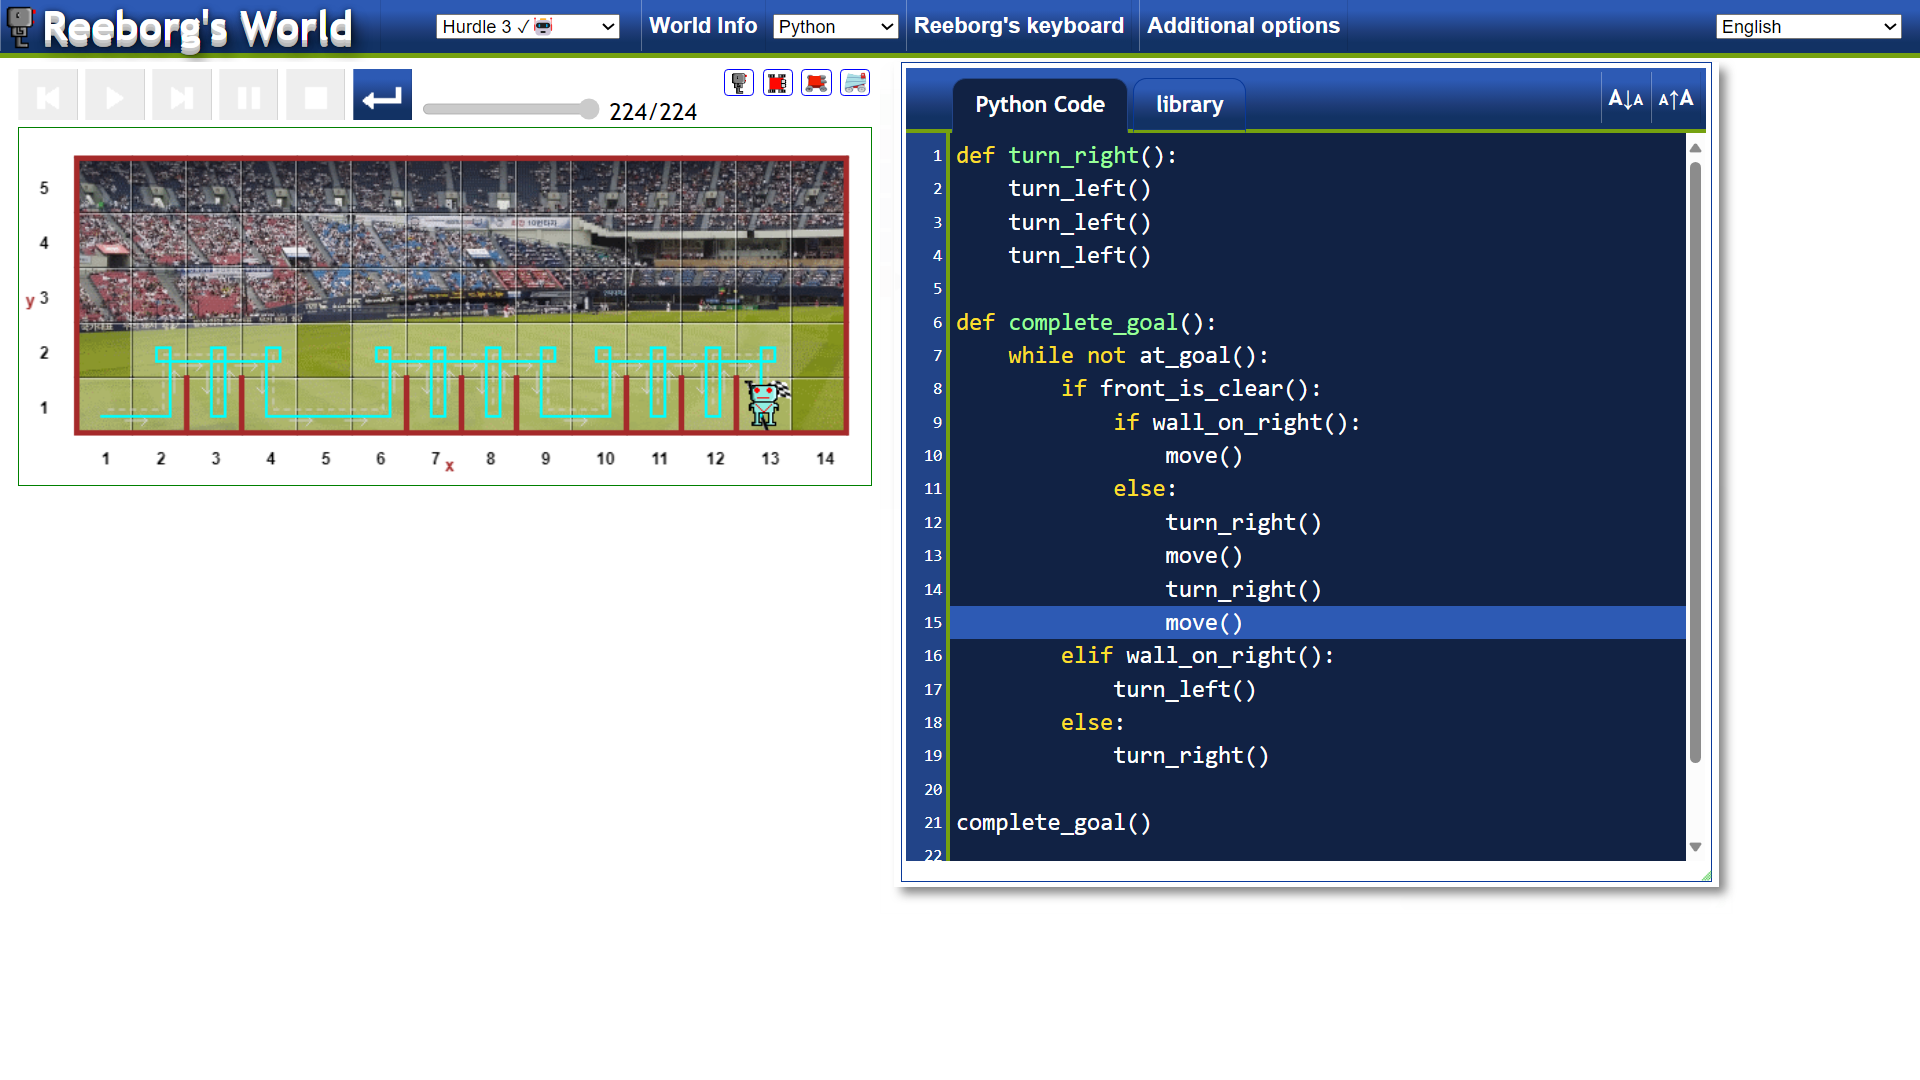 Reeborg's World
Hurdle 3 ✓🤖
World Info
Python
Reeborg's keyboard
Additional options
English
224/224
Python Code
library
A↓A
A↑A
5
4
y 3
2
1
1 2 3 4 5 6 7 x 8 9 10 11 12 13 14
1 def turn_right():
2     turn_left()
3     turn_left()
4     turn_left()
5
6 def complete_goal():
7     while not at_goal():
8         if front_is_clear():
9             if wall_on_right():
10                 move()
11             else:
12                 turn_right()
13                 move()
14                 turn_right()
15                 move()
16         elif wall_on_right():
17             turn_left()
18         else:
19             turn_right()
20
21 complete_goal()
22